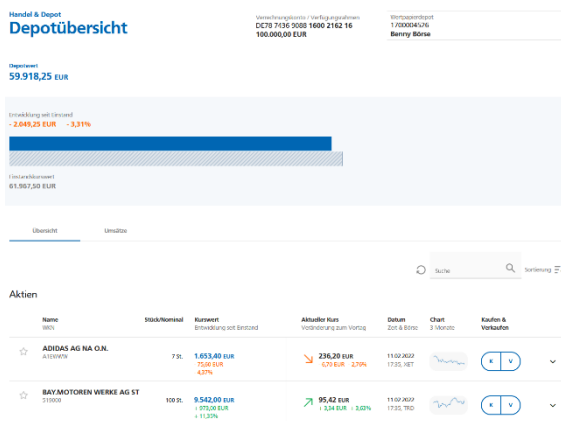 Handel & Depot
Depotübersicht
Verrechnungskonto / Verfügungsrahmen
DE78 7436 9088 1600 2162 16
100.000,00 EUR
Wertpapierdepot
1700004526
Benny Börse
Depotwert
59.918,25 EUR
Entwicklung seit Einstand
- 2.049,25 EUR - 3,31%
Einstandskurswert
61.967,50 EUR
Übersicht Umsätze
Suche Sortierung
Aktien
Name Stück/Nominal Kurswert Aktueller Kurs Datum Chart Kaufen &
WKN Entwicklung seit Einstand Veränderung zum Vortag Zeit & Börse 3 Monate Verkaufen
ADIDAS AG NA O.N. 7 St. 1.653,40 EUR 236,20 EUR 11.02.2022 K V
A1EWWW 75,60 EUR 6,70 EUR - 2,76% 17:35, XET
4,37%
BAY.MOTOREN WERKE AG ST 100 St. 9.542,00 EUR 95,42 EUR 11.02.2022 K V
519000 + 972,00 EUR + 3,34 EUR + 3,63% 17:35, TRD
+ 11,35%